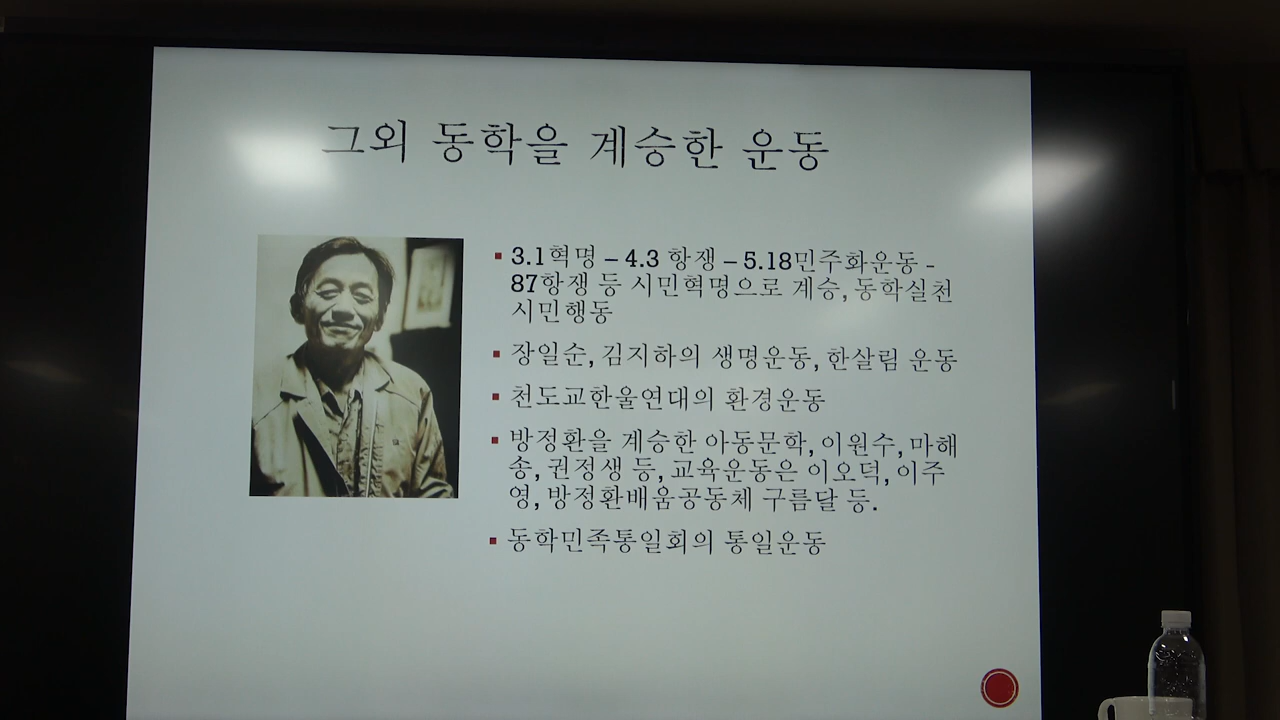 그외 동학을 계승한 운동
▪ 3.1혁명 – 4.3 항쟁 – 5.18민주화운동 -
87항쟁 등 시민혁명으로 계승, 동학실천
시민행동
▪ 장일순, 김지하의 생명운동, 한살림 운동
▪ 천도교한울연대의 환경운동
▪ 방정환을 계승한 아동문학, 이원수, 마해
송, 권정생 등, 교육운동은 이오덕, 이주
영, 방정환배움공동체 구름달 등.
▪ 동학민족통일회의 통일운동